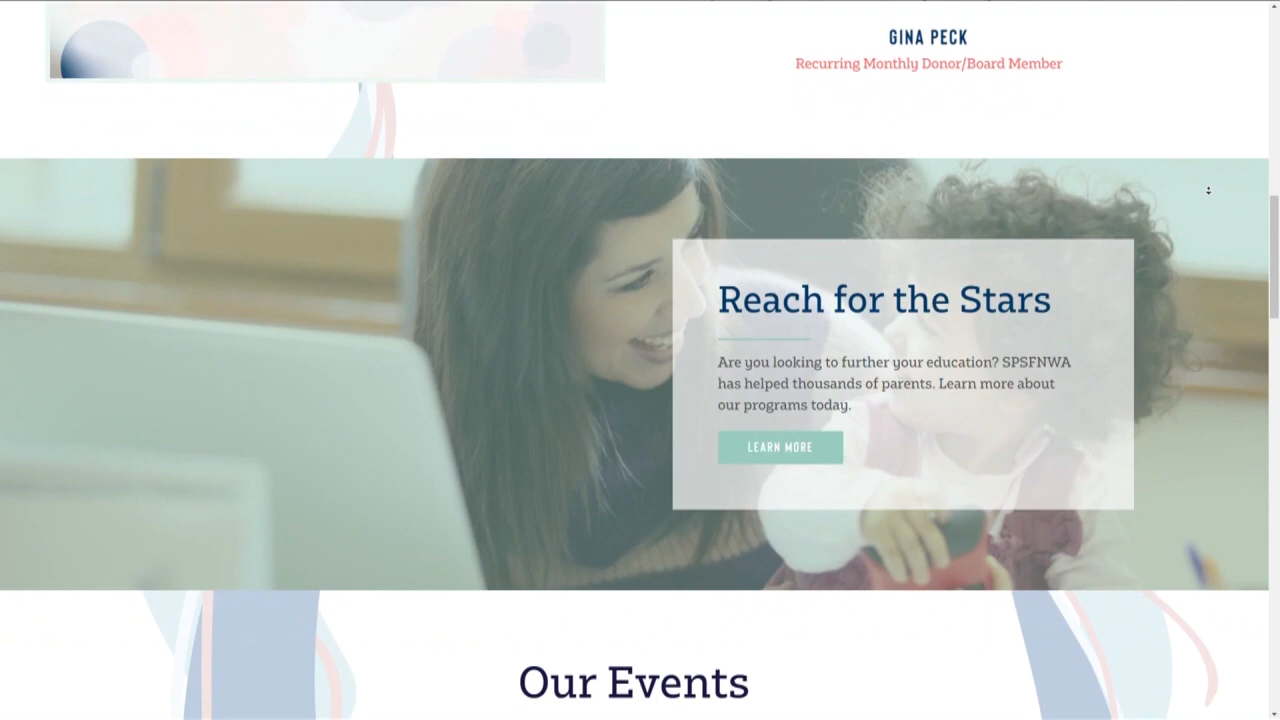 GINA PECK
Recurring Monthly Donor/Board Member
Reach for the Stars
Are you looking to further your education? SPSFNWA
has helped thousands of parents. Learn more about
our programs today.
LEARN MORE
Our Events